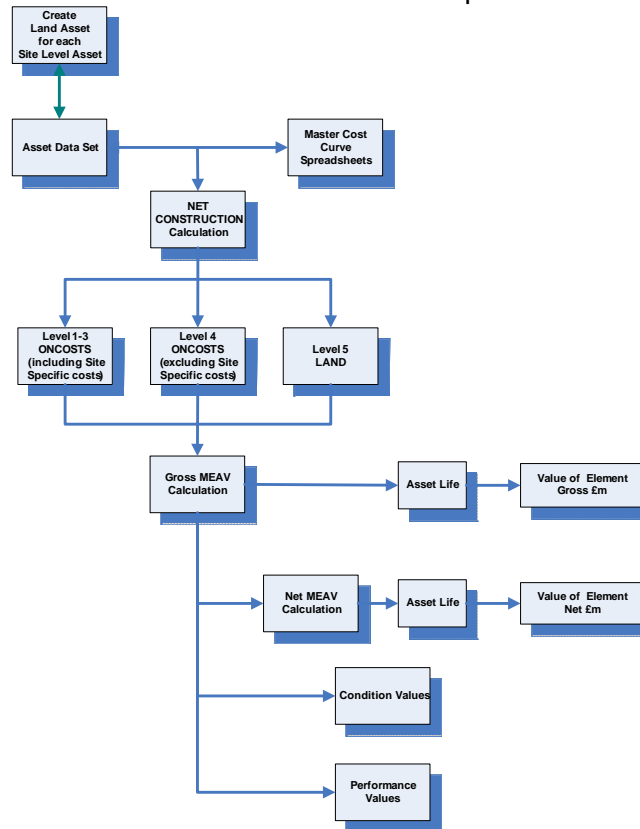 Create
Land Asset
for each
Site Level Asset
Asset Data Set
Master Cost
Curve
Spreadsheets
NET
CONSTRUCTION
Calculation
Level 1-3
ONCOSTS
(including Site
Specific costs)
Level 4
ONCOSTS
(excluding Site
Specific costs)
Level 5
LAND
Gross MEAV
Calculation
Asset Life
Value of Element
Gross £m
Net MEAV
Calculation
Asset Life
Value of Element
Net £m
Condition Values
Performance
Values